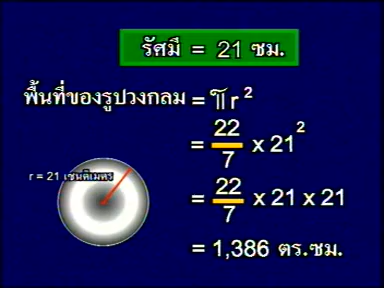 รัศมี = 21 ซม.
พื้นที่ของรูปวงกลม = π r²
= 22/7 x 21²
r = 21 เซนติเมตร
= 22/7 x 21 x 21
= 1,386 ตร.ซม.